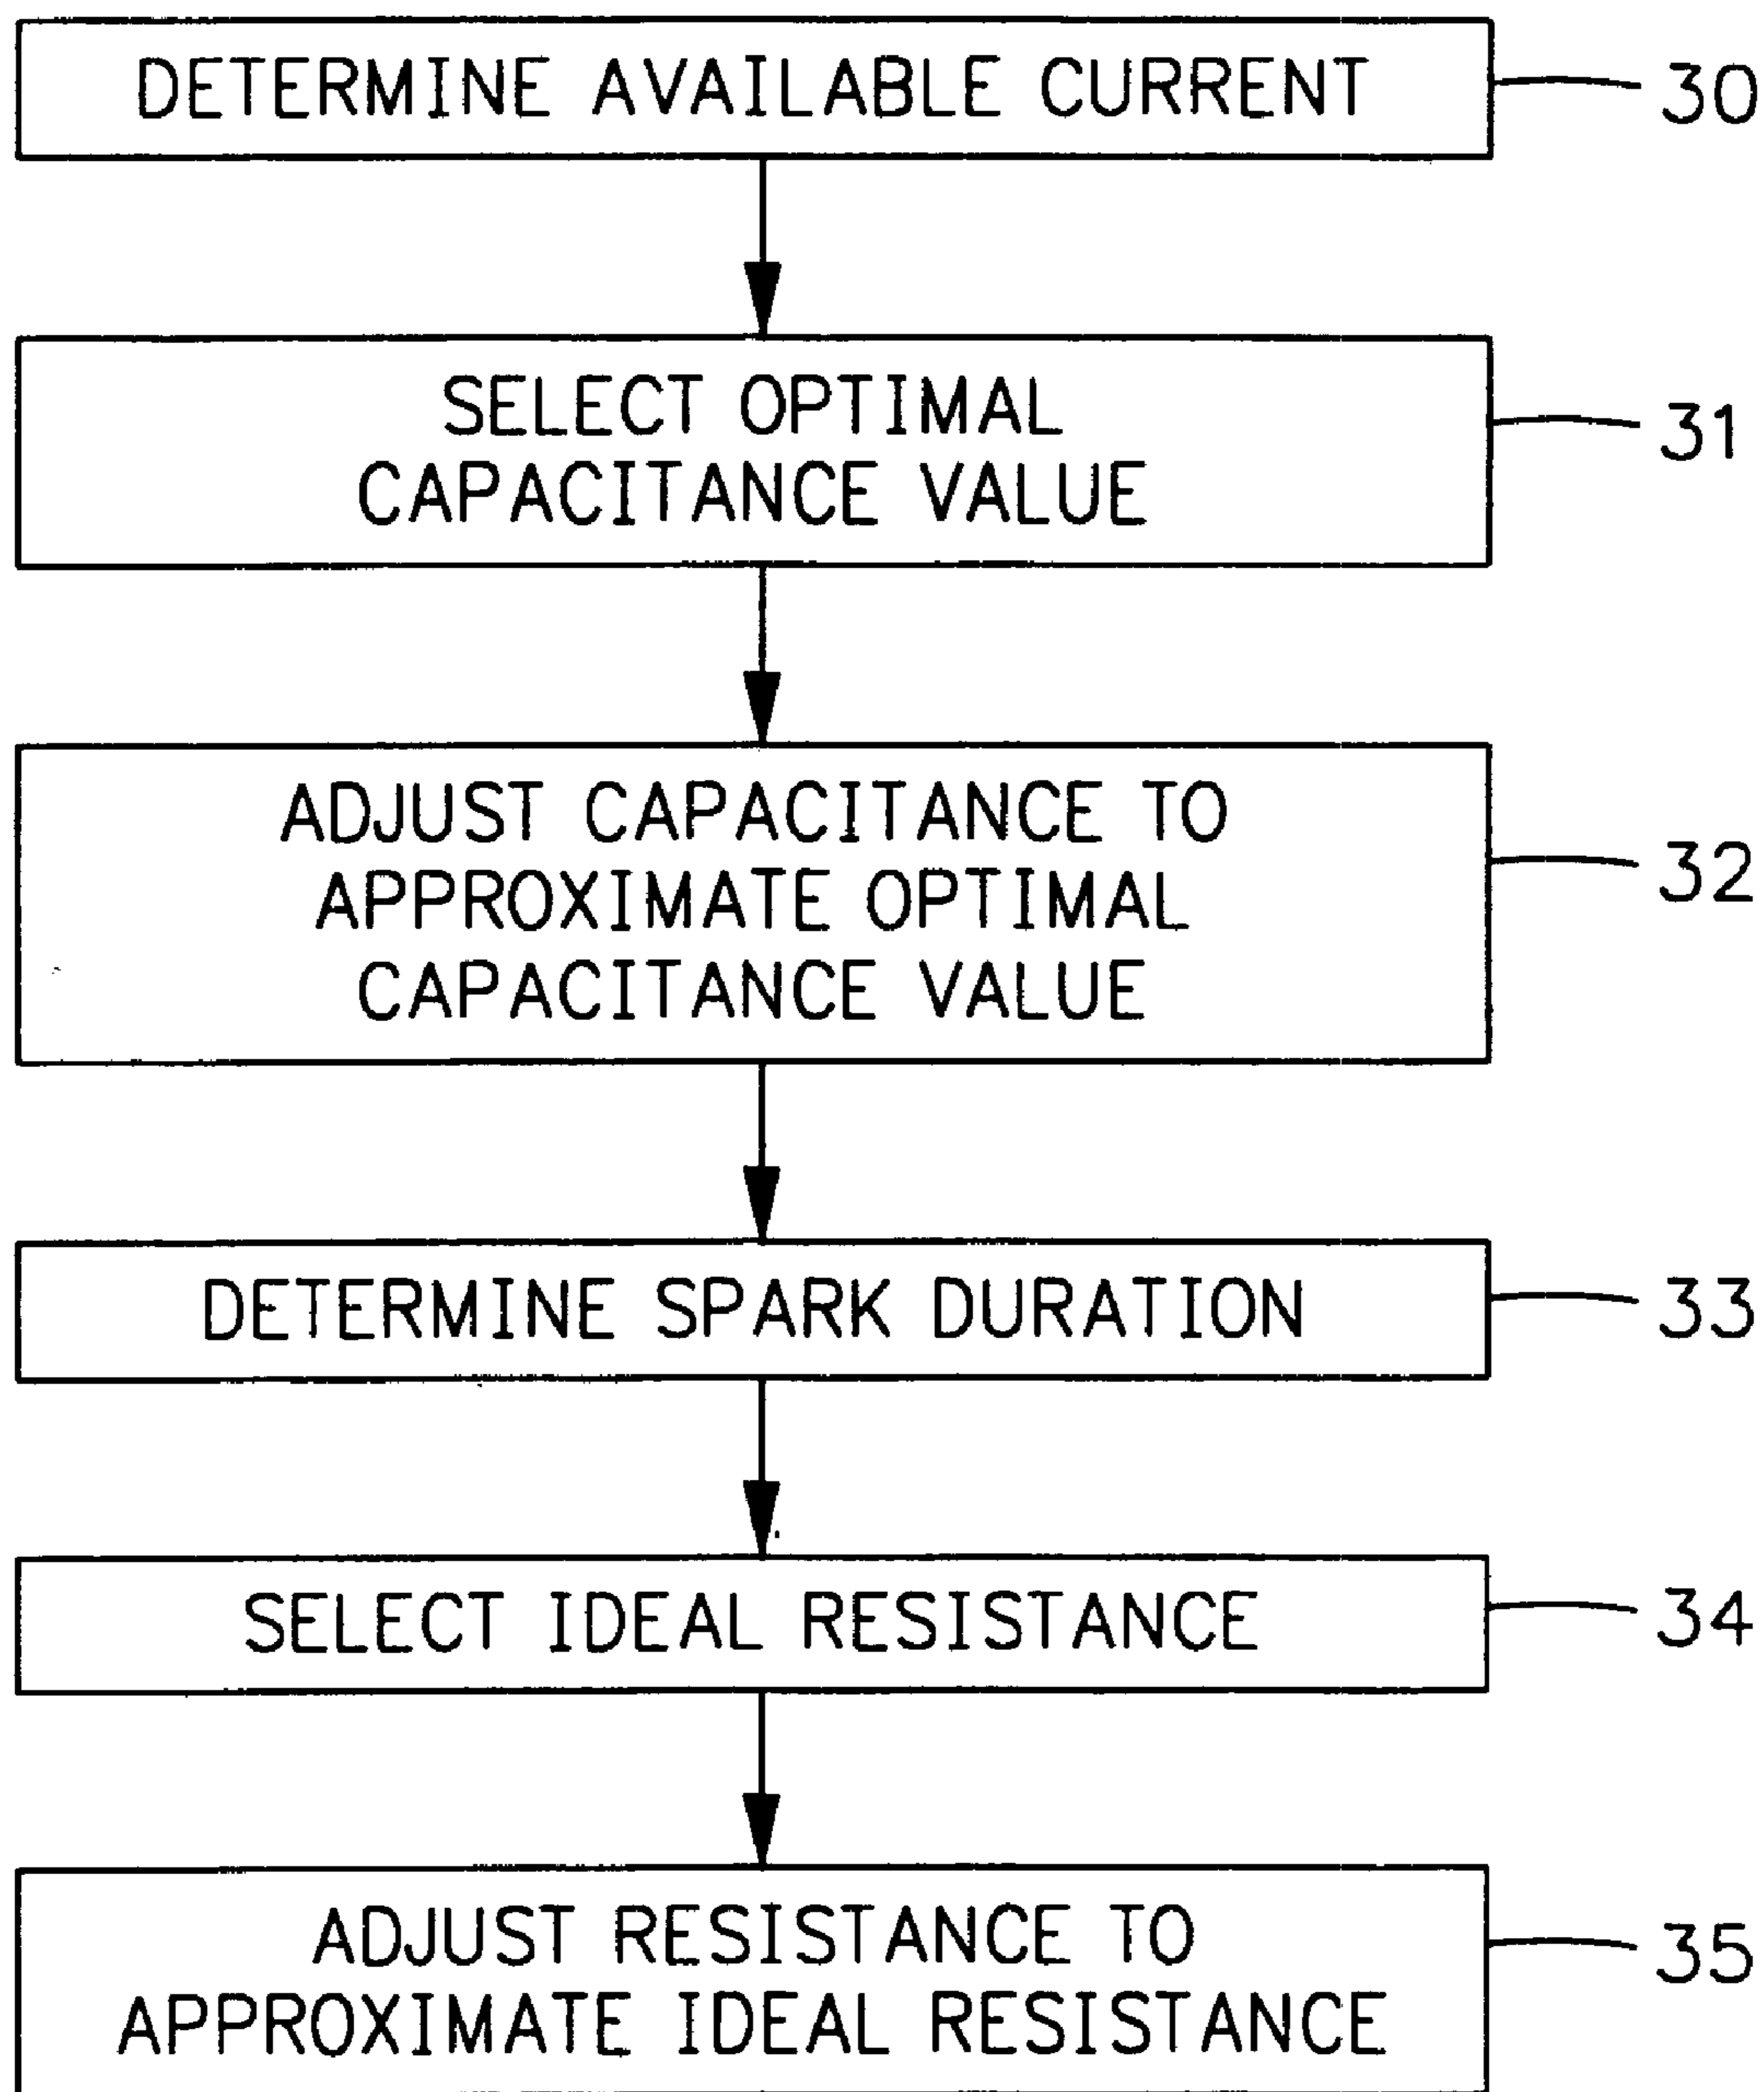 DETERMINE AVAILABLE CURRENT
30
SELECT OPTIMAL
CAPACITANCE VALUE
31
ADJUST CAPACITANCE TO
APPROXIMATE OPTIMAL
CAPACITANCE VALUE
32
DETERMINE SPARK DURATION
33
SELECT IDEAL RESISTANCE
34
ADJUST RESISTANCE TO
APPROXIMATE IDEAL RESISTANCE
35